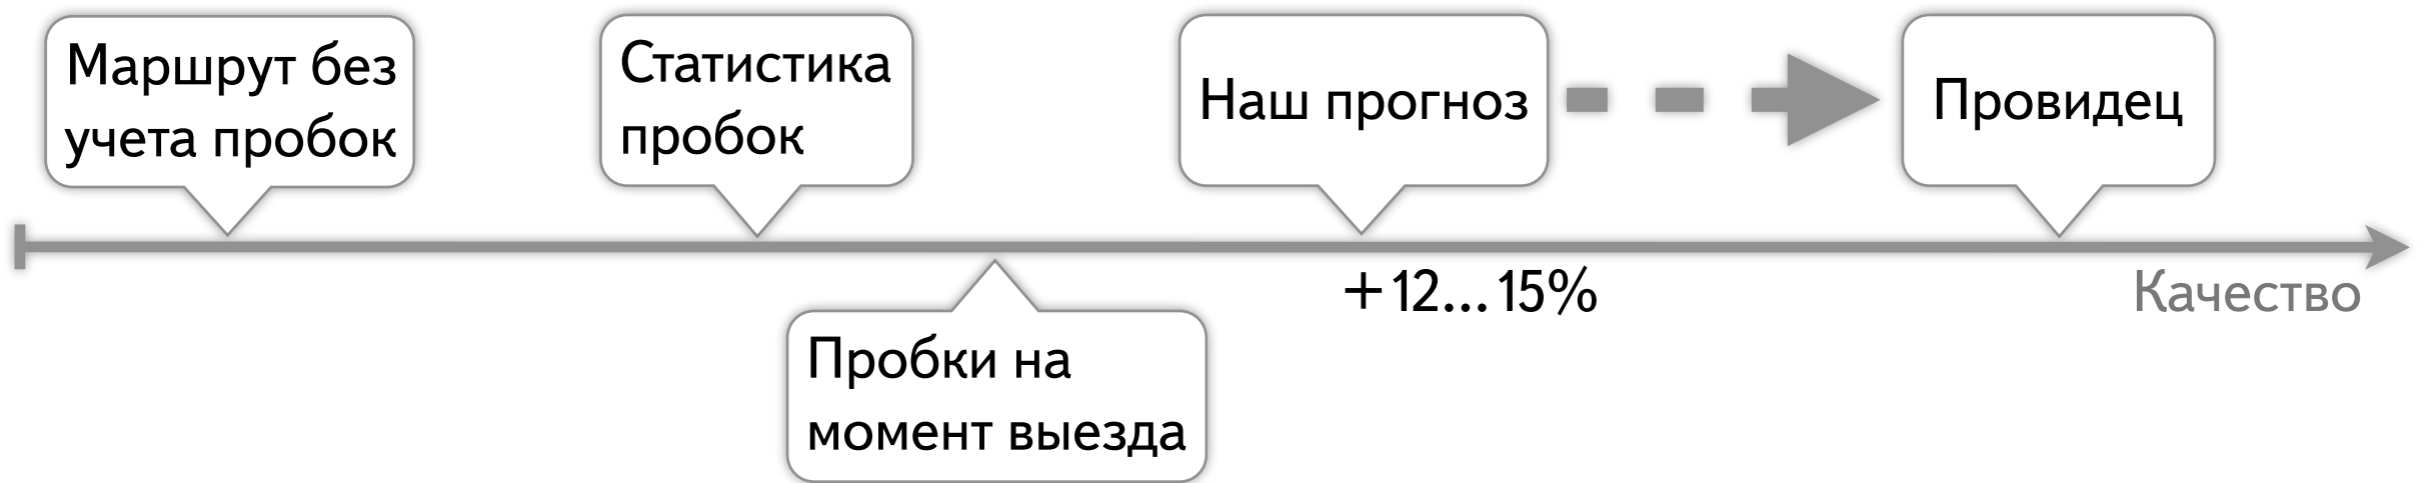 Маршрут без
учета пробок
Статистика
пробок
Наш прогноз
Провидец
+12... 15%
Качество
Пробки на
момент выезда